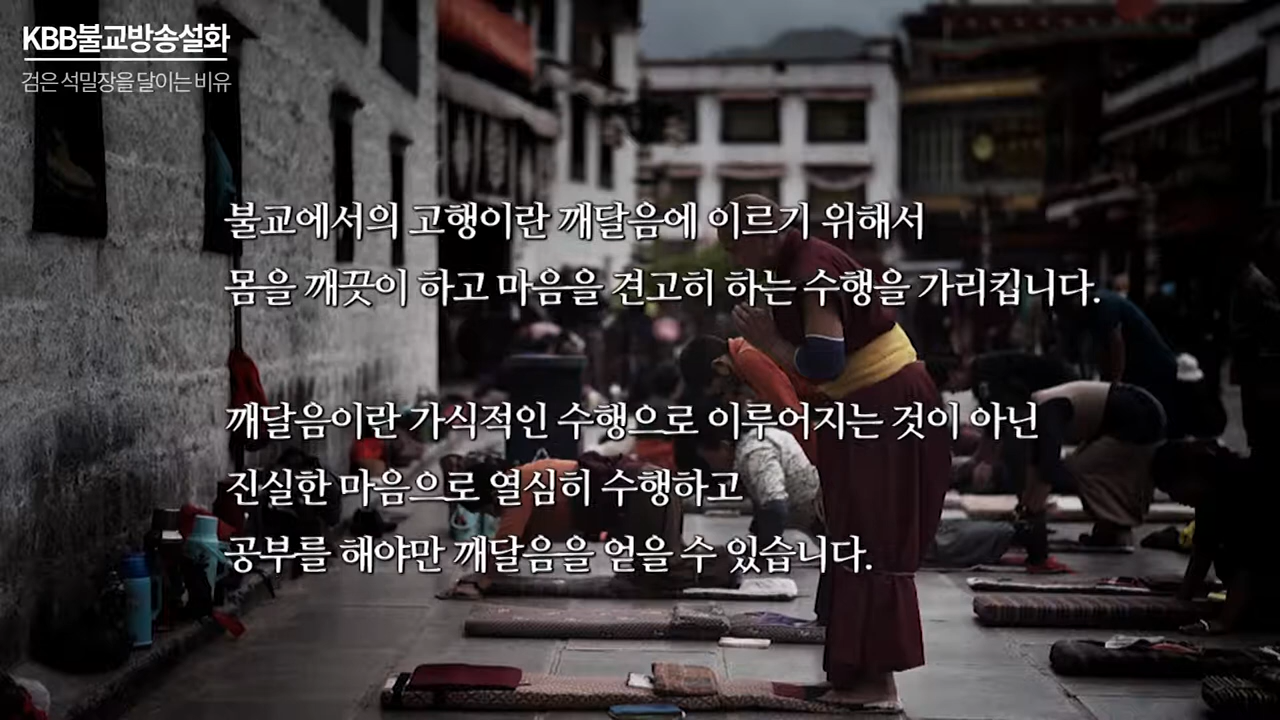 KBB불교방송설화
검은 석밀장을 달이는 비유
불교에서의 고행이란 깨달음에 이르기 위해서
몸을 깨끗이 하고 마음을 견고히 하는 수행을 가리킵니다.
깨달음이란 가식적인 수행으로 이루어지는 것이 아닌
진실한 마음으로 열심히 수행하고
공부를 해야만 깨달음을 얻을 수 있습니다.